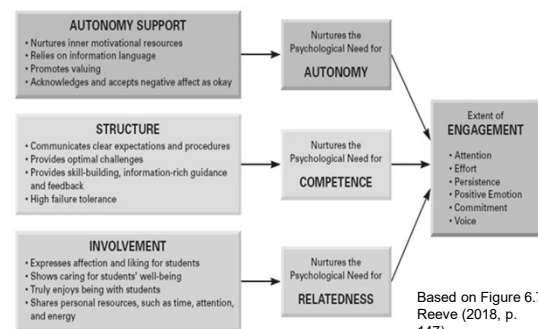 AUTONOMY SUPPORT
• Nurtures inner motivational resources
• Relies on information language
• Promotes valuing
• Acknowledges and accepts negative affect as okay
Nurtures the
Psychological Need for
AUTONOMY
STRUCTURE
• Communicates clear expectations and procedures
• Provides optimal challenges
• Provides skill-building, information-rich guidance
and feedback
• High failure tolerance
Nurtures the
Psychological Need for
COMPETENCE
INVOLVEMENT
• Expresses affection and liking for students
• Shows caring for students' well-being
• Truly enjoys being with students
• Shares personal resources, such as time, attention,
and energy
Nurtures the
Psychological Need for
RELATEDNESS
Extent of
ENGAGEMENT
• Attention
• Effort
• Persistence
• Positive Emotion
• Commitment
• Voice
Based on Figure 6.7
Reeve (2018, p.